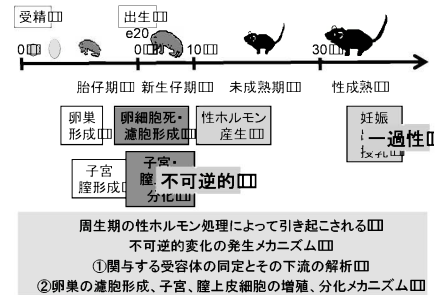 受精
出生
e20
0
0
10
30
胎仔期
新生仔期
未成熟期
性成熟
卵巣
形成
卵細胞死・
濾胞形成
性ホルモン
産生
妊娠
一過性
子宮
膣形成
子宮・
分化
不可逆的
周生期の性ホルモン処理によって引き起こされる
不可逆的変化の発生メカニズム
①関与する受容体の同定とその下流の解析
②卵巣の濾胞形成、子宮、膣上皮細胞の増殖、分化メカニズム